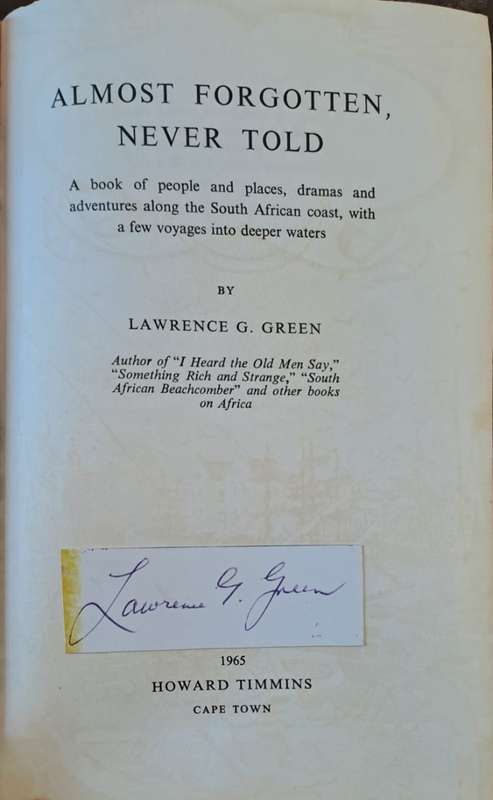 ALMOST FORGOTTEN,
NEVER TOLD
A book of people and places, dramas and
adventures along the South African coast, with
a few voyages into deeper waters
BY
LAWRENCE G. GREEN
Author of "I Heard the Old Men Say,"
"Something Rich and Strange," "South
African Beachcomber" and other books
on Africa
Lawrence G. Green
1965
HOWARD TIMMINS
CAPE TOWN